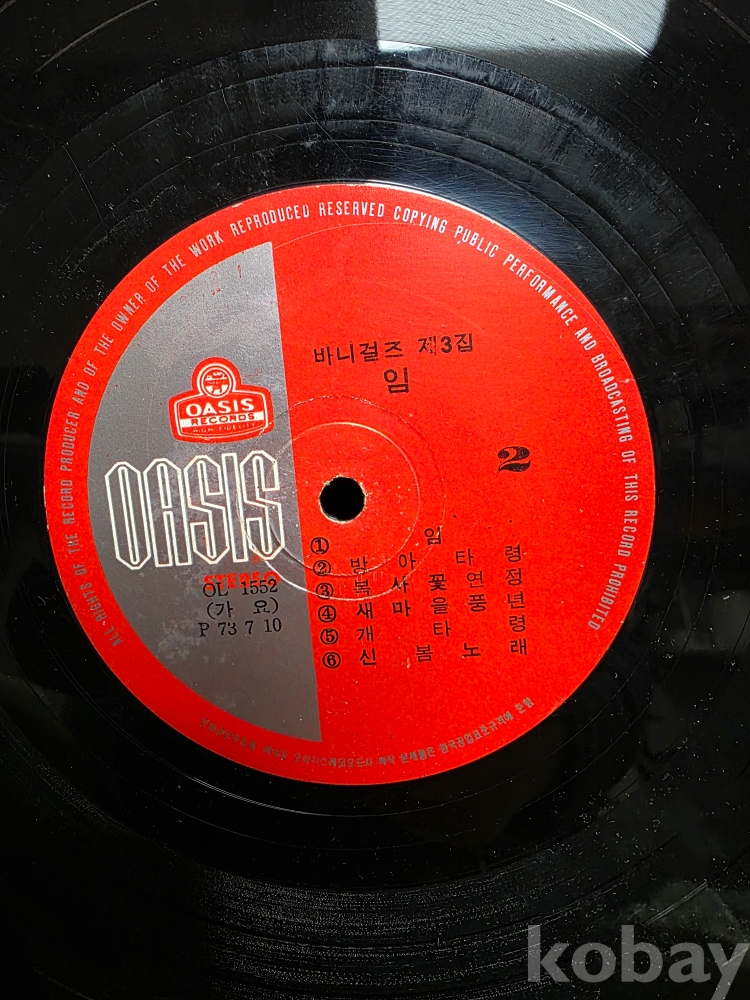 ALL RIGHTS OF THE RECORD PRODUCER AND OF THE OWNER OF THE WORK REPRODUCED RESERVED COPYING PUBLIC PERFORMANCE AND BROADCASTING OF THIS RECORD PROHIBITED
바니걸즈 제3집
임
OASIS
RECORDS
HIGH FIDELITY
2
OASIS
STEREO
OL 1552
(가 요)
P 73 7 10
① 임
② 방 아 타 령
③ 복 사 꽃 연 정
④ 새 마 을 풍 년
⑤ 개 타 령
⑥ 신 봄 노 래
kobay